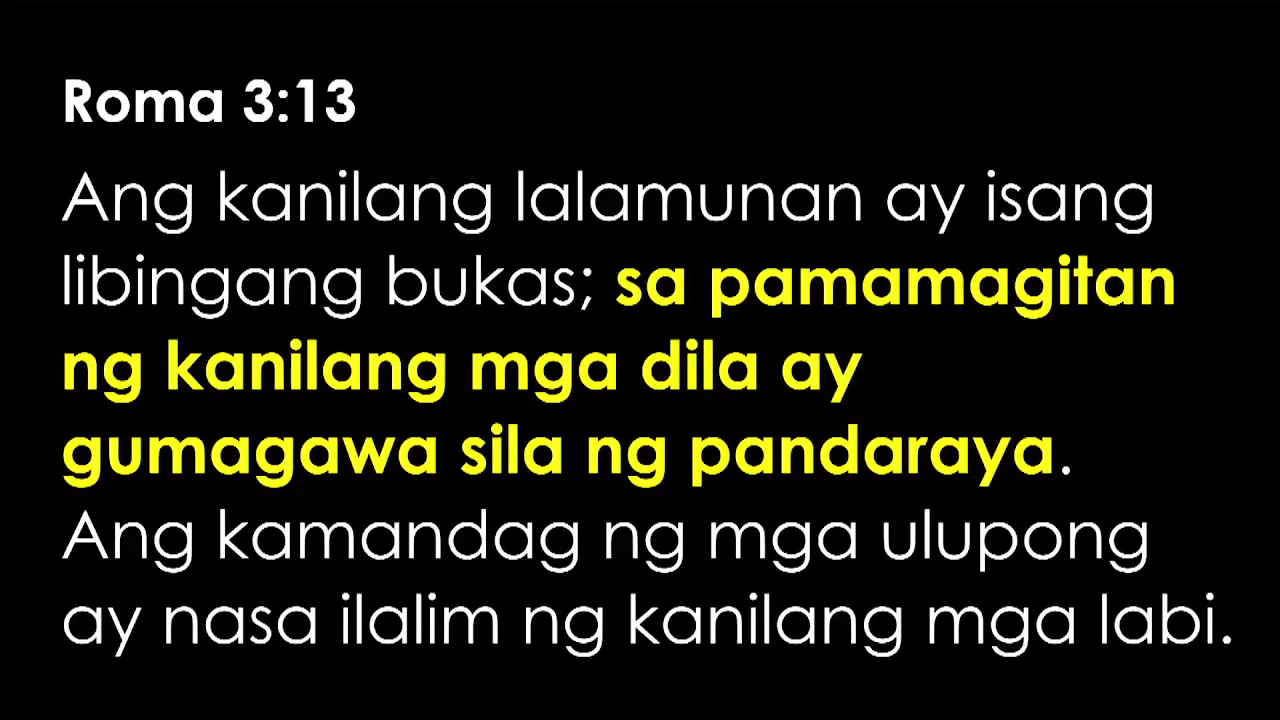 Roma 3:13
Ang kanilang lalamunan ay isang
libingang bukas; sa pamamagitan
ng kanilang mga dila ay
gumagawa sila ng pandaraya.
Ang kamandag ng mga ulupong
ay nasa ilalim ng kanilang mga labi.